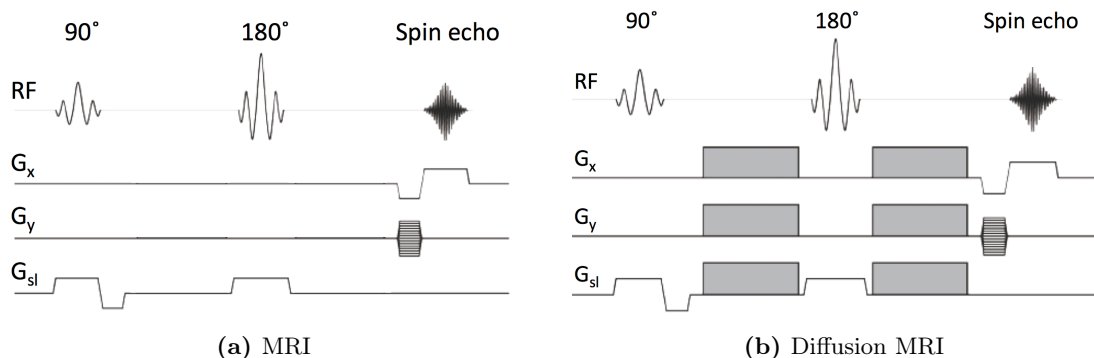 90˚ 180˚ Spin echo
RF
Gx
Gy
Gsl
(a) MRI
90˚ 180˚ Spin echo
RF
Gx
Gy
Gsl
(b) Diffusion MRI